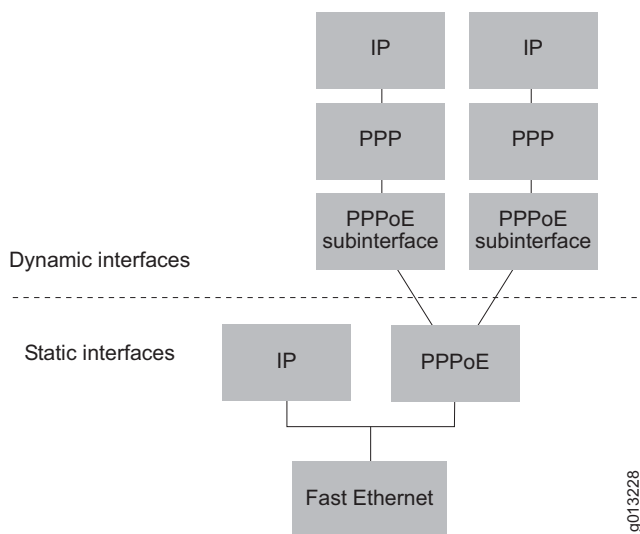 IP
IP
PPP
PPP
PPPoE
subinterface
PPPoE
subinterface
Dynamic interfaces
Static interfaces
IP
PPPoE
Fast Ethernet
g013228